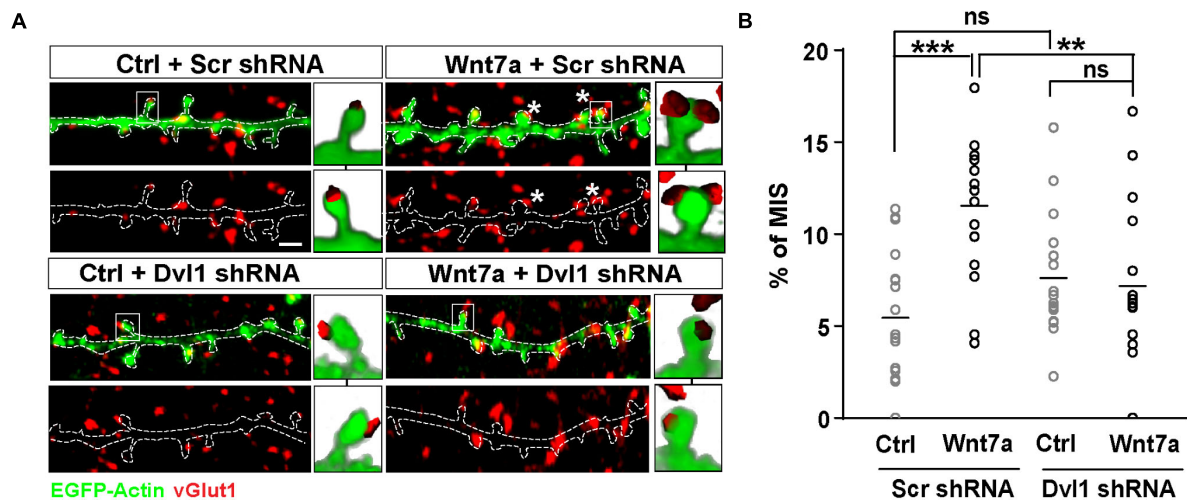 A
Ctrl + Scr shRNA
Wnt7a + Scr shRNA
*
*
*
*
Ctrl + Dvl1 shRNA
Wnt7a + Dvl1 shRNA
EGFP-Actin vGlut1
B
ns
***
**
ns
% of MIS
20
15
10
5
0
Ctrl Wnt7a Ctrl Wnt7a
Scr shRNA Dvl1 shRNA